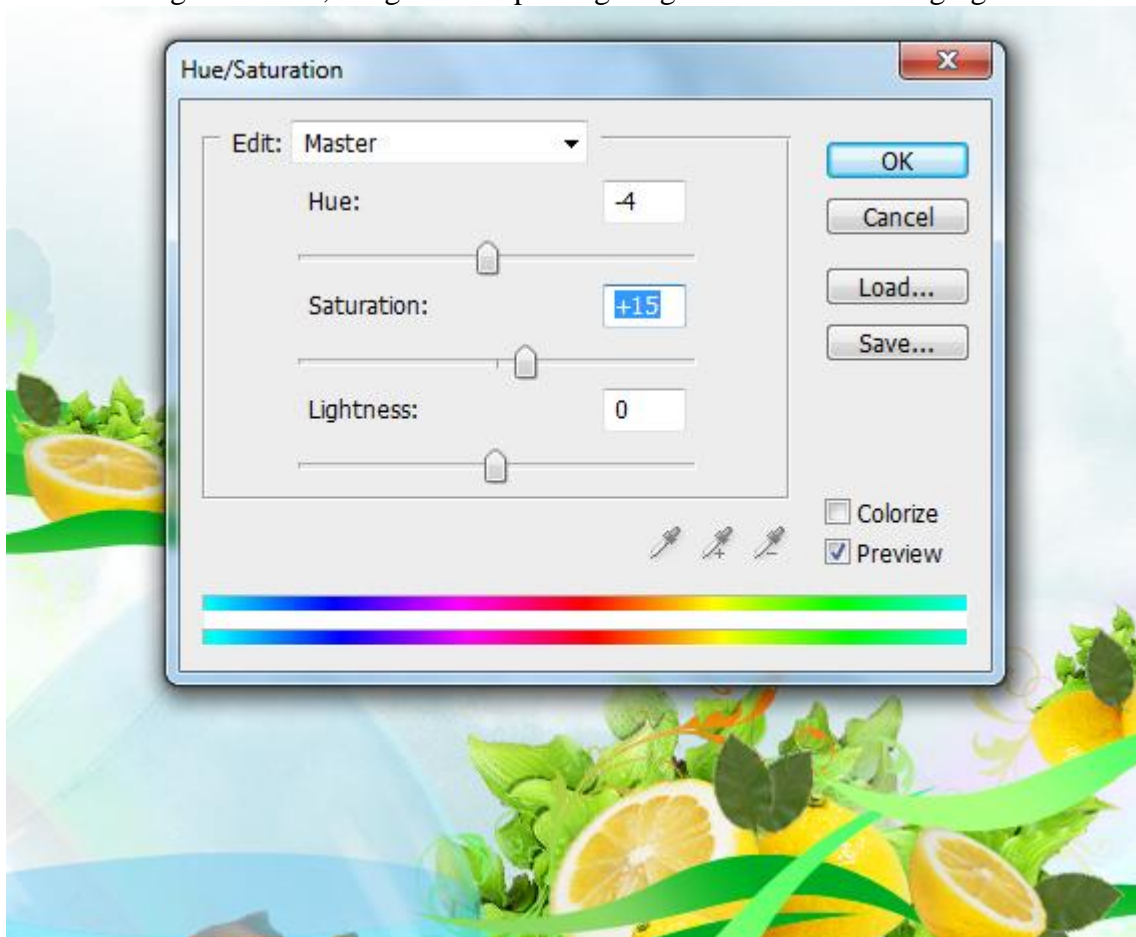 Hue/Saturation
Edit: Master
OK
Hue: -4
Cancel
Saturation: +15
Load...
Save...
Lightness: 0
Colorize
Preview